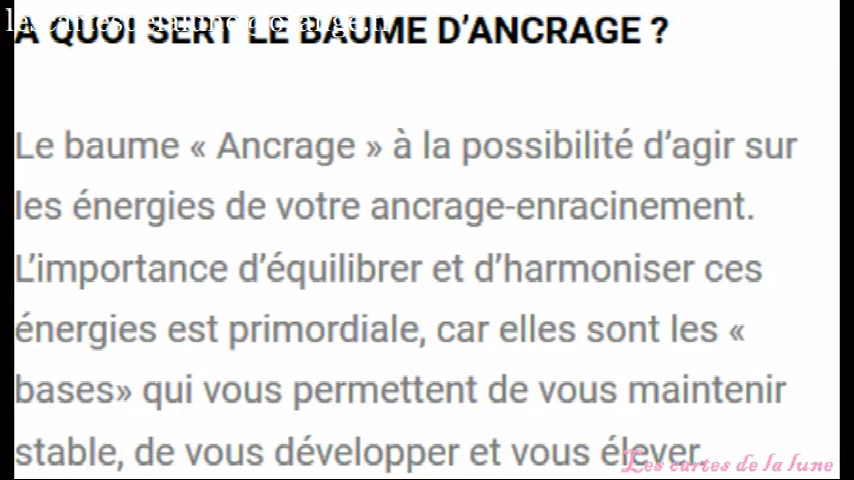 A QUOI SERT LE BAUME D’ANCRAGE ?
Le baume « Ancrage » à la possibilité d’agir sur
les énergies de votre ancrage-enracinement.
L’importance d’équilibrer et d’harmoniser ces
énergies est primordiale, car elles sont les «
bases» qui vous permettent de vous maintenir
stable, de vous développer et vous élever.
Les cartes de la lune